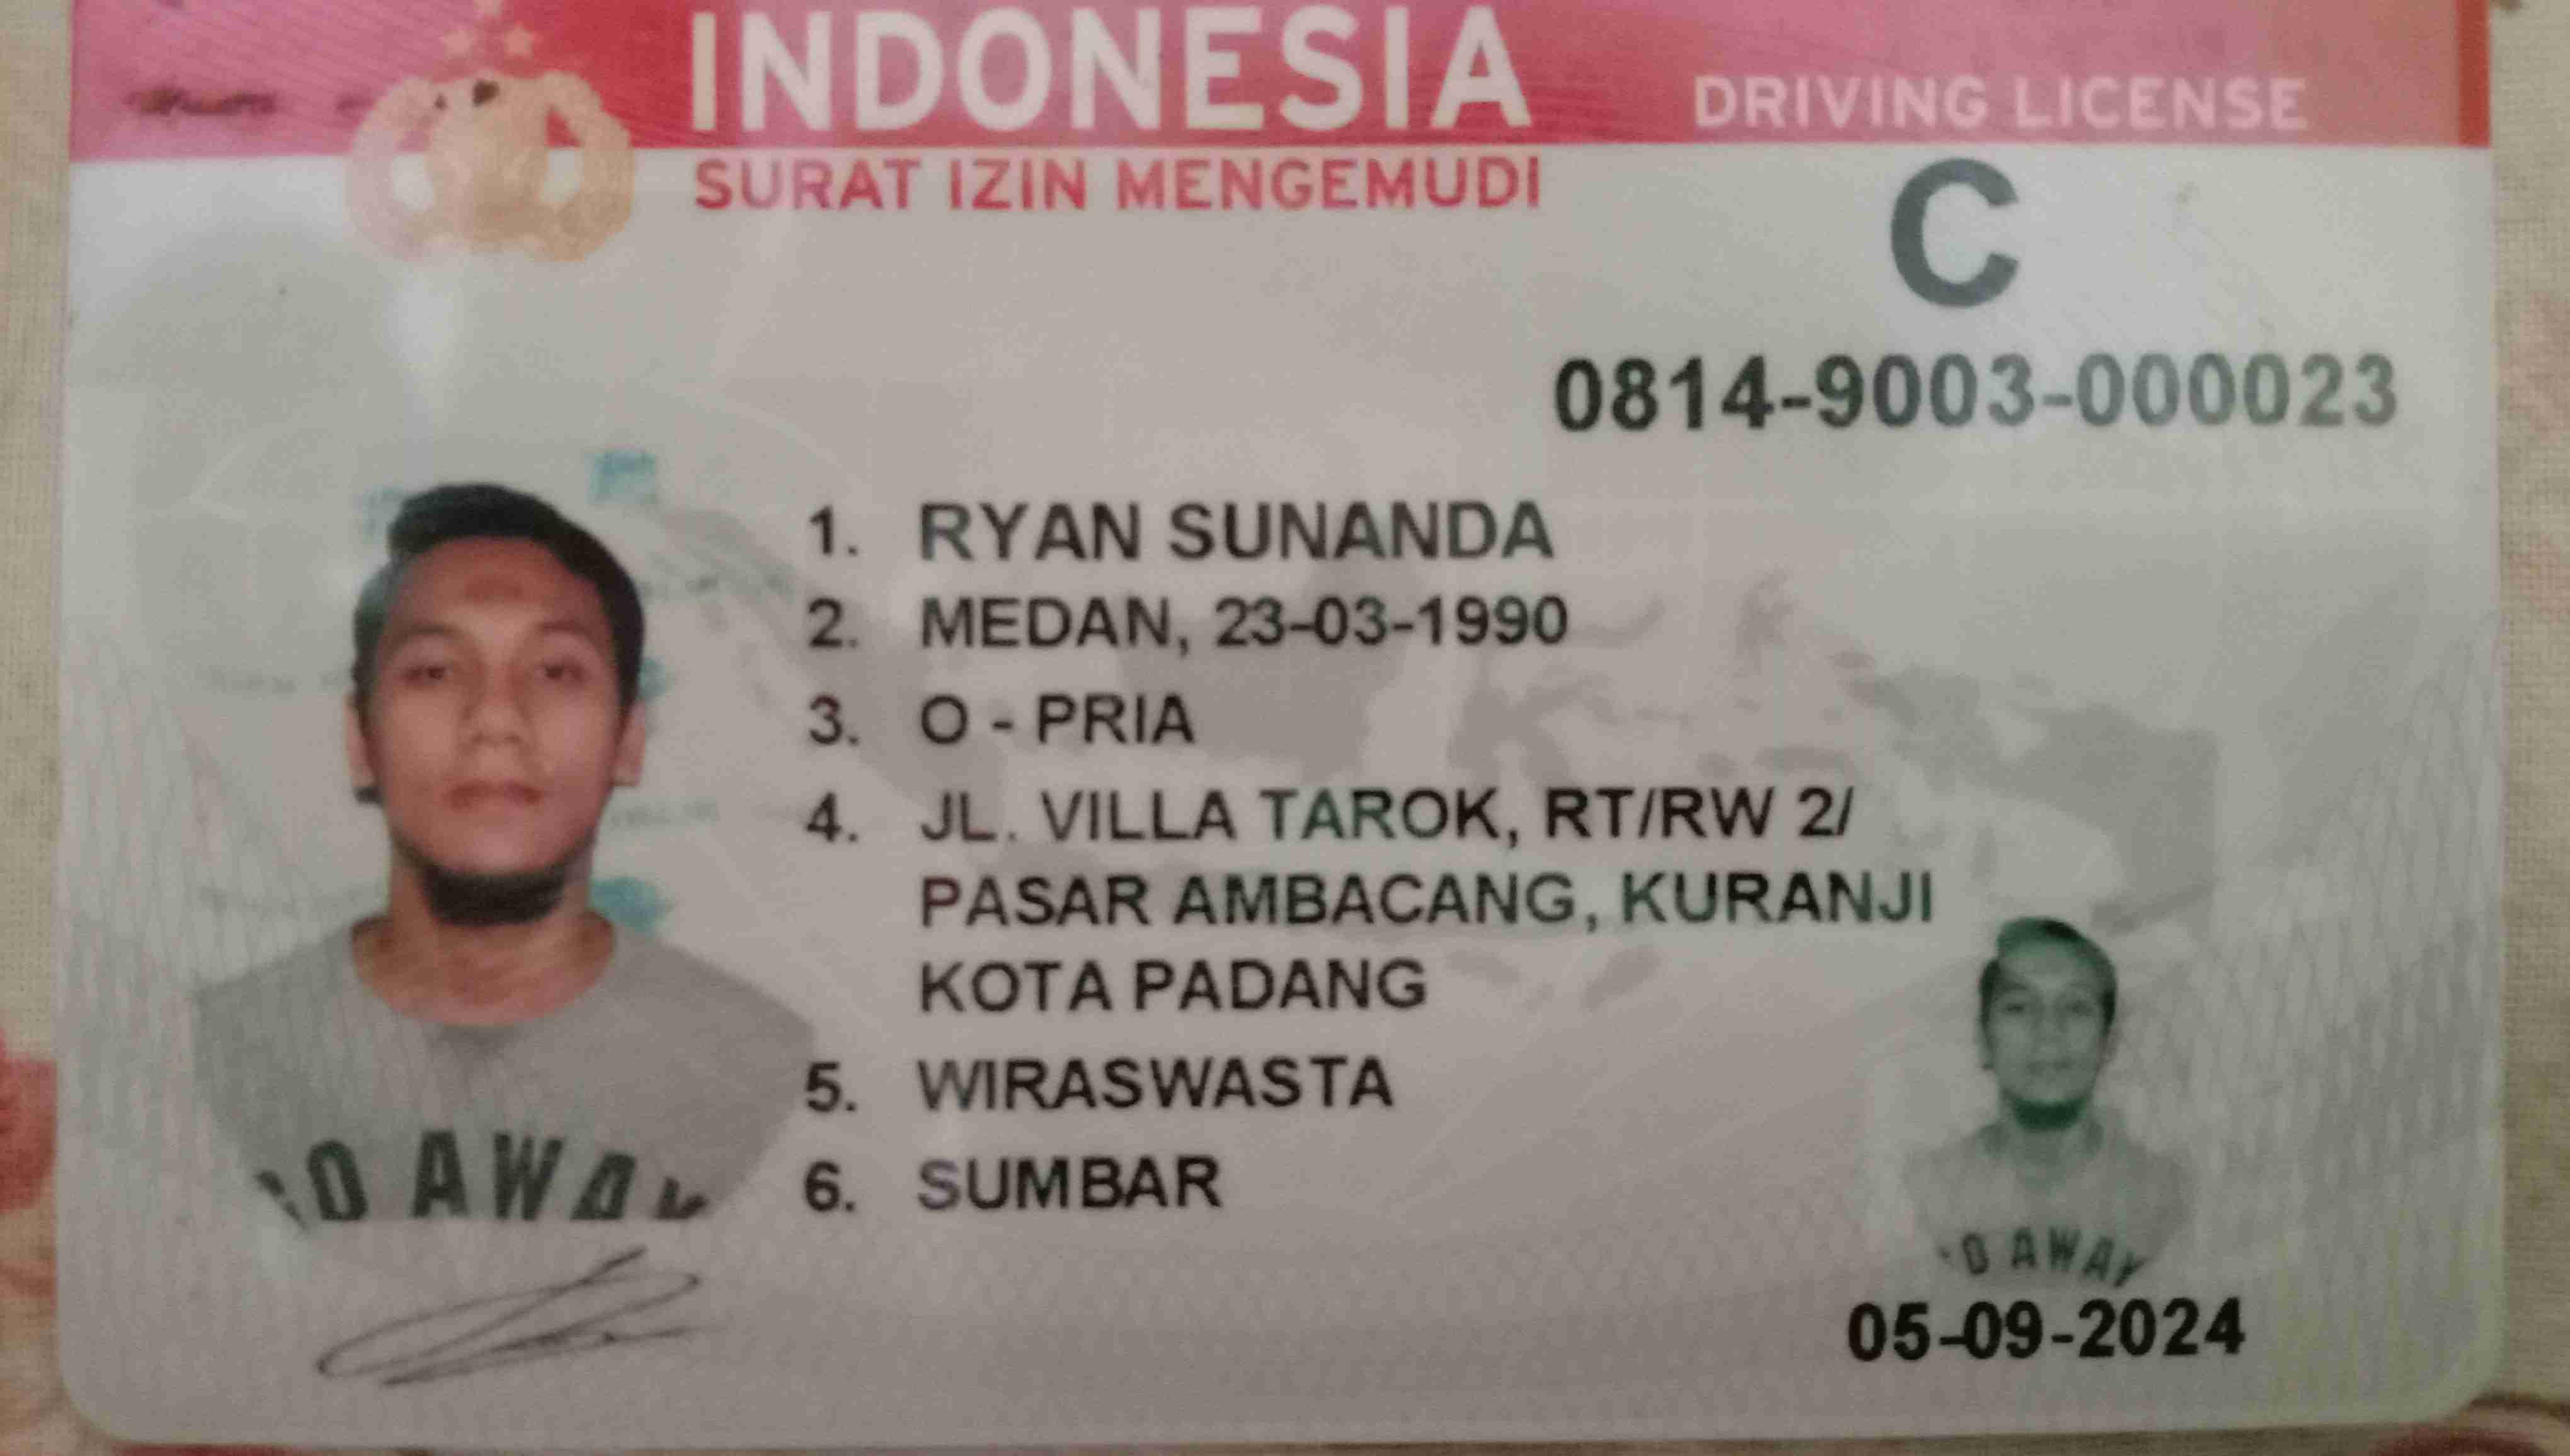 INDONESIA
DRIVING LICENSE
SURAT IZIN MENGEMUDI
C
0814-9003-000023
1. RYAN SUNANDA
2. MEDAN, 23-03-1990
3. O - PRIA
4. JL. VILLA TAROK, RT/RW 2/
PASAR AMBACANG, KURANJI
KOTA PADANG
5. WIRASWASTA
6. SUMBAR
AWAY
AWAY
05-09-2024